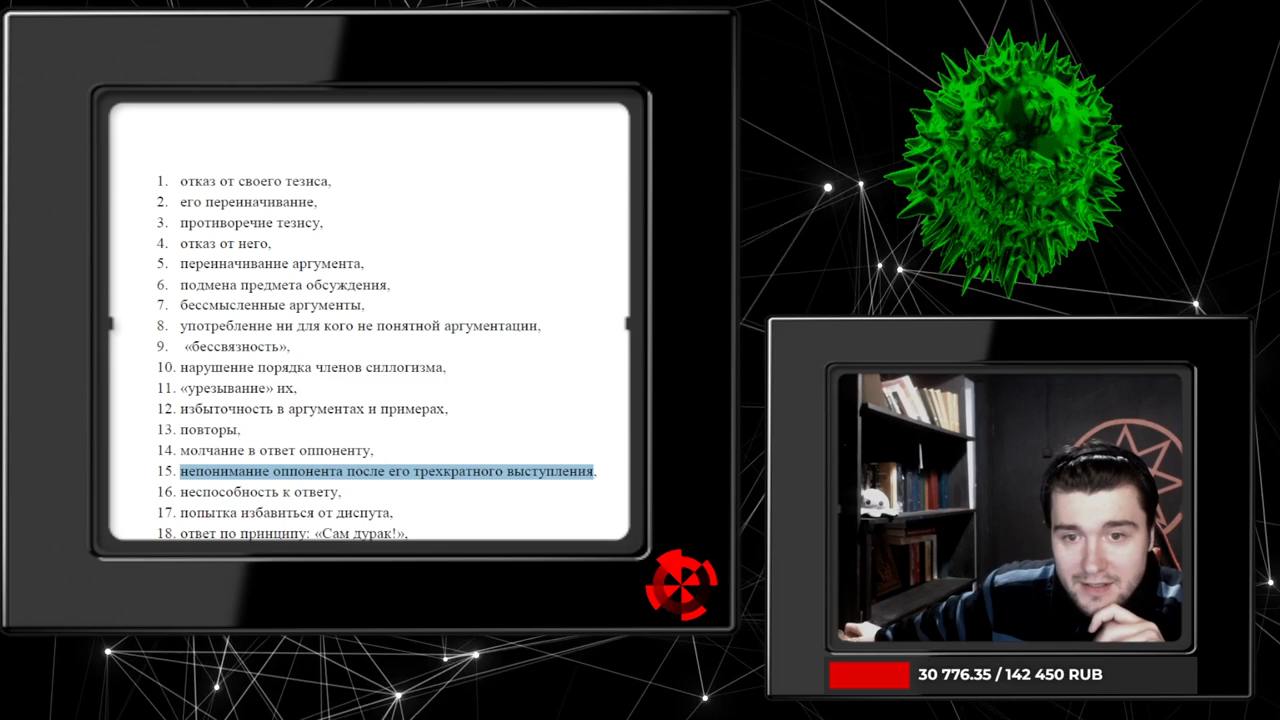 1. отказ от своего тезиса,
2. его переиначивание,
3. противоречие тезису,
4. отказ от него,
5. переиначивание аргумента,
6. подмена предмета обсуждения,
7. бессмысленные аргументы,
8. употребление ни для кого не понятной аргументации,
9. «бессвязность»,
10. нарушение порядка членов силлогизма,
11. «урезывание» их,
12. избыточность в аргументах и примерах,
13. повторы,
14. молчание в ответ оппоненту,
15. непонимание оппонента после его трехкратного выступления,
16. неспособность к ответу,
17. попытка избавиться от диспута,
18. ответ по принципу: «Сам дурак!»,
30 776.35 / 142 450 RUB